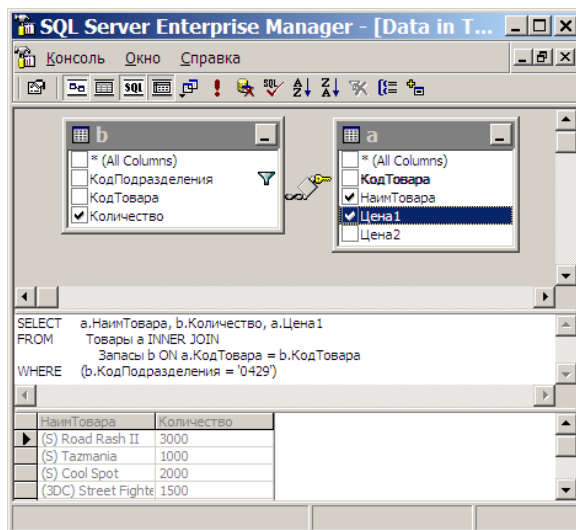 SQL Server Enterprise Manager - [Data in T...
Консоль Окно Справка
SQL SQL
b
* (All Columns)
КодПодразделения
КодТовара
Количество
a
* (All Columns)
КодТовара
НаимТовара
Цена1
Цена2
SELECT a.НаимТовара, b.Количество, a.Цена1
FROM Товары a INNER JOIN
Запасы b ON a.КодТовара = b.КодТовара
WHERE (b.КодПодразделения = '0429')
НаимТовара Количество
(S) Road Rash II 3000
(S) Tazmania 1000
(S) Cool Spot 2000
(3DC) Street Fighte 1500